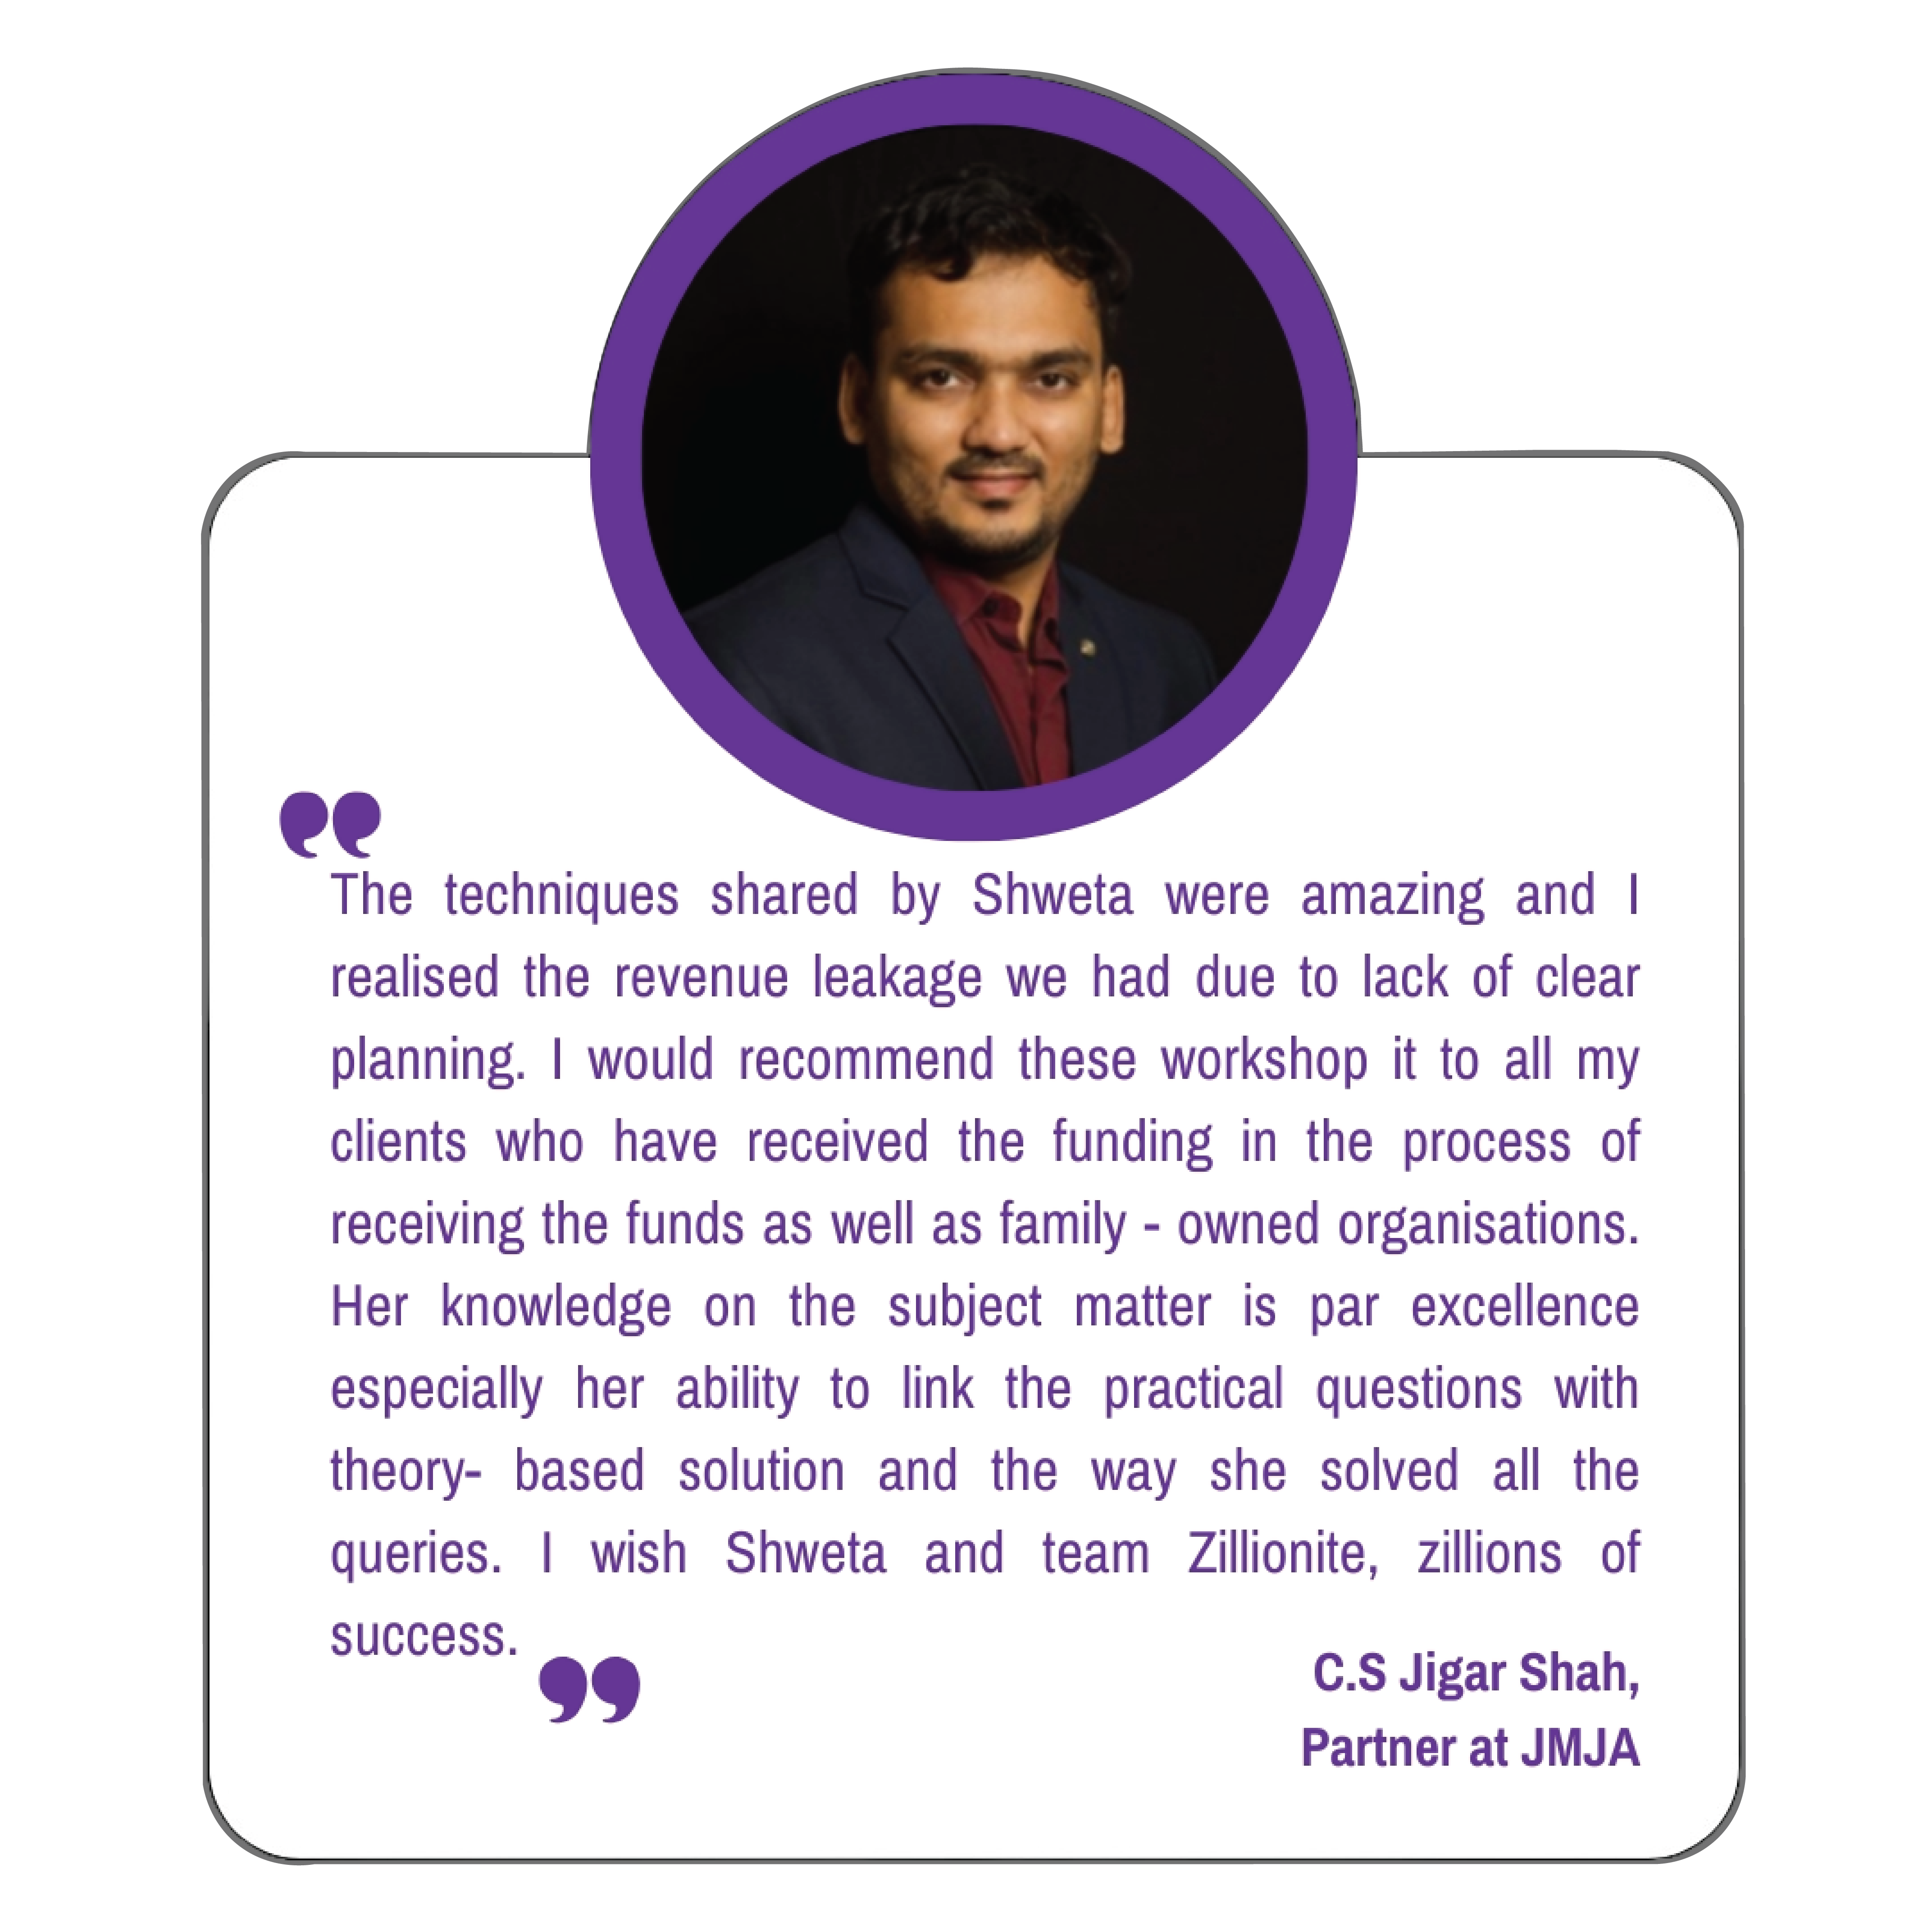 The techniques shared by Shweta were amazing and I
realised the revenue leakage we had due to lack of clear
planning. I would recommend these workshop it to all my
clients who have received the funding in the process of
receiving the funds as well as family - owned organisations.
Her knowledge on the subject matter is par excellence
especially her ability to link the practical questions with
theory- based solution and the way she solved all the
queries. I wish Shweta and team Zillionite, zillions of
success.
C.S Jigar Shah,
Partner at JMJA